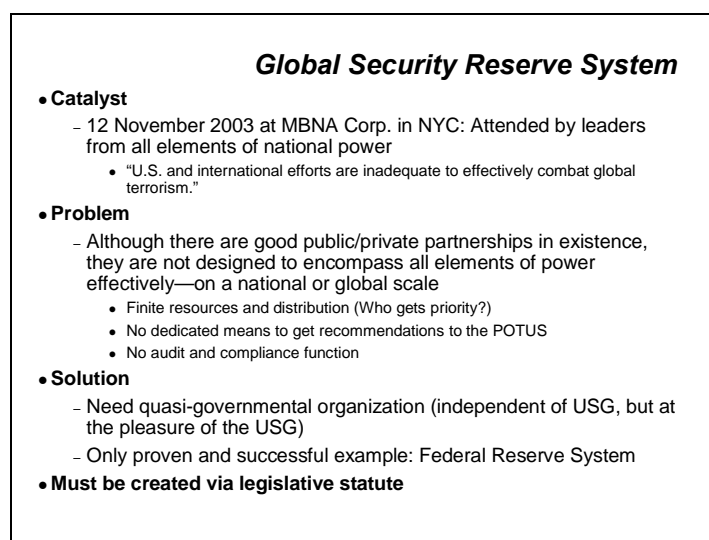 Global Security Reserve System
● Catalyst
– 12 November 2003 at MBNA Corp. in NYC: Attended by leaders
from all elements of national power
● “U.S. and international efforts are inadequate to effectively combat global
terrorism.”
● Problem
– Although there are good public/private partnerships in existence,
they are not designed to encompass all elements of power
effectively—on a national or global scale
● Finite resources and distribution (Who gets priority?)
● No dedicated means to get recommendations to the POTUS
● No audit and compliance function
● Solution
– Need quasi-governmental organization (independent of USG, but at
the pleasure of the USG)
– Only proven and successful example: Federal Reserve System
● Must be created via legislative statute